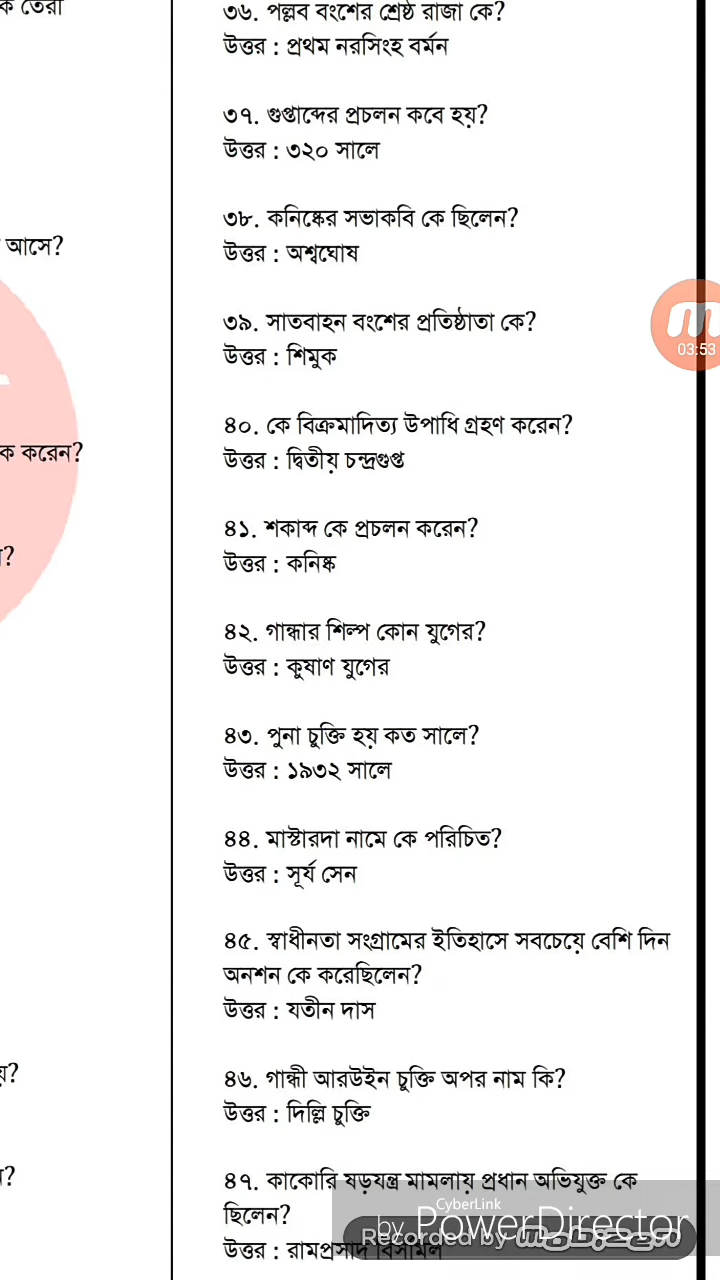 ক তেরা
আসে?
ক করেন?
?
?
?
৩৬. পল্লব বংশের শ্রেষ্ঠ রাজা কে?
উত্তর : প্রথম নরসিংহ বর্মন
৩৭. গুপ্তাব্দের প্রচলন কবে হয়?
উত্তর : ৩২০ সালে
৩৮. কনিষ্কের সভাকবি কে ছিলেন?
উত্তর : অশ্বঘোষ
৩৯. সাতবাহন বংশের প্রতিষ্ঠাতা কে?
উত্তর : শিমুক
৪০. কে বিক্রমাদিত্য উপাধি গ্রহণ করেন?
উত্তর : দ্বিতীয় চন্দ্রগুপ্ত
৪১. শকাব্দ কে প্রচলন করেন?
উত্তর : কনিষ্ক
৪২. গান্ধার শিল্প কোন যুগের?
উত্তর : কুষাণ যুগের
৪৩. পুনা চুক্তি হয় কত সালে?
উত্তর : ১৯৩২ সালে
৪৪. মাস্টারদা নামে কে পরিচিত?
উত্তর : সূর্য সেন
৪৫. স্বাধীনতা সংগ্রামের ইতিহাসে সবচেয়ে বেশি দিন
অনশন কে করেছিলেন?
উত্তর : যতীন দাস
৪৬. গান্ধী আরউইন চুক্তি অপর নাম কি?
উত্তর : দিল্লি চুক্তি
৪৭. কাকোরি ষড়যন্ত্র মামলায় প্রধান অভিযুক্ত কে
ছিলেন?
উত্তর : রামপ্রসাদ বিসমিল
03:53
CyberLink
by PowerDirector
Recorded by mobizen